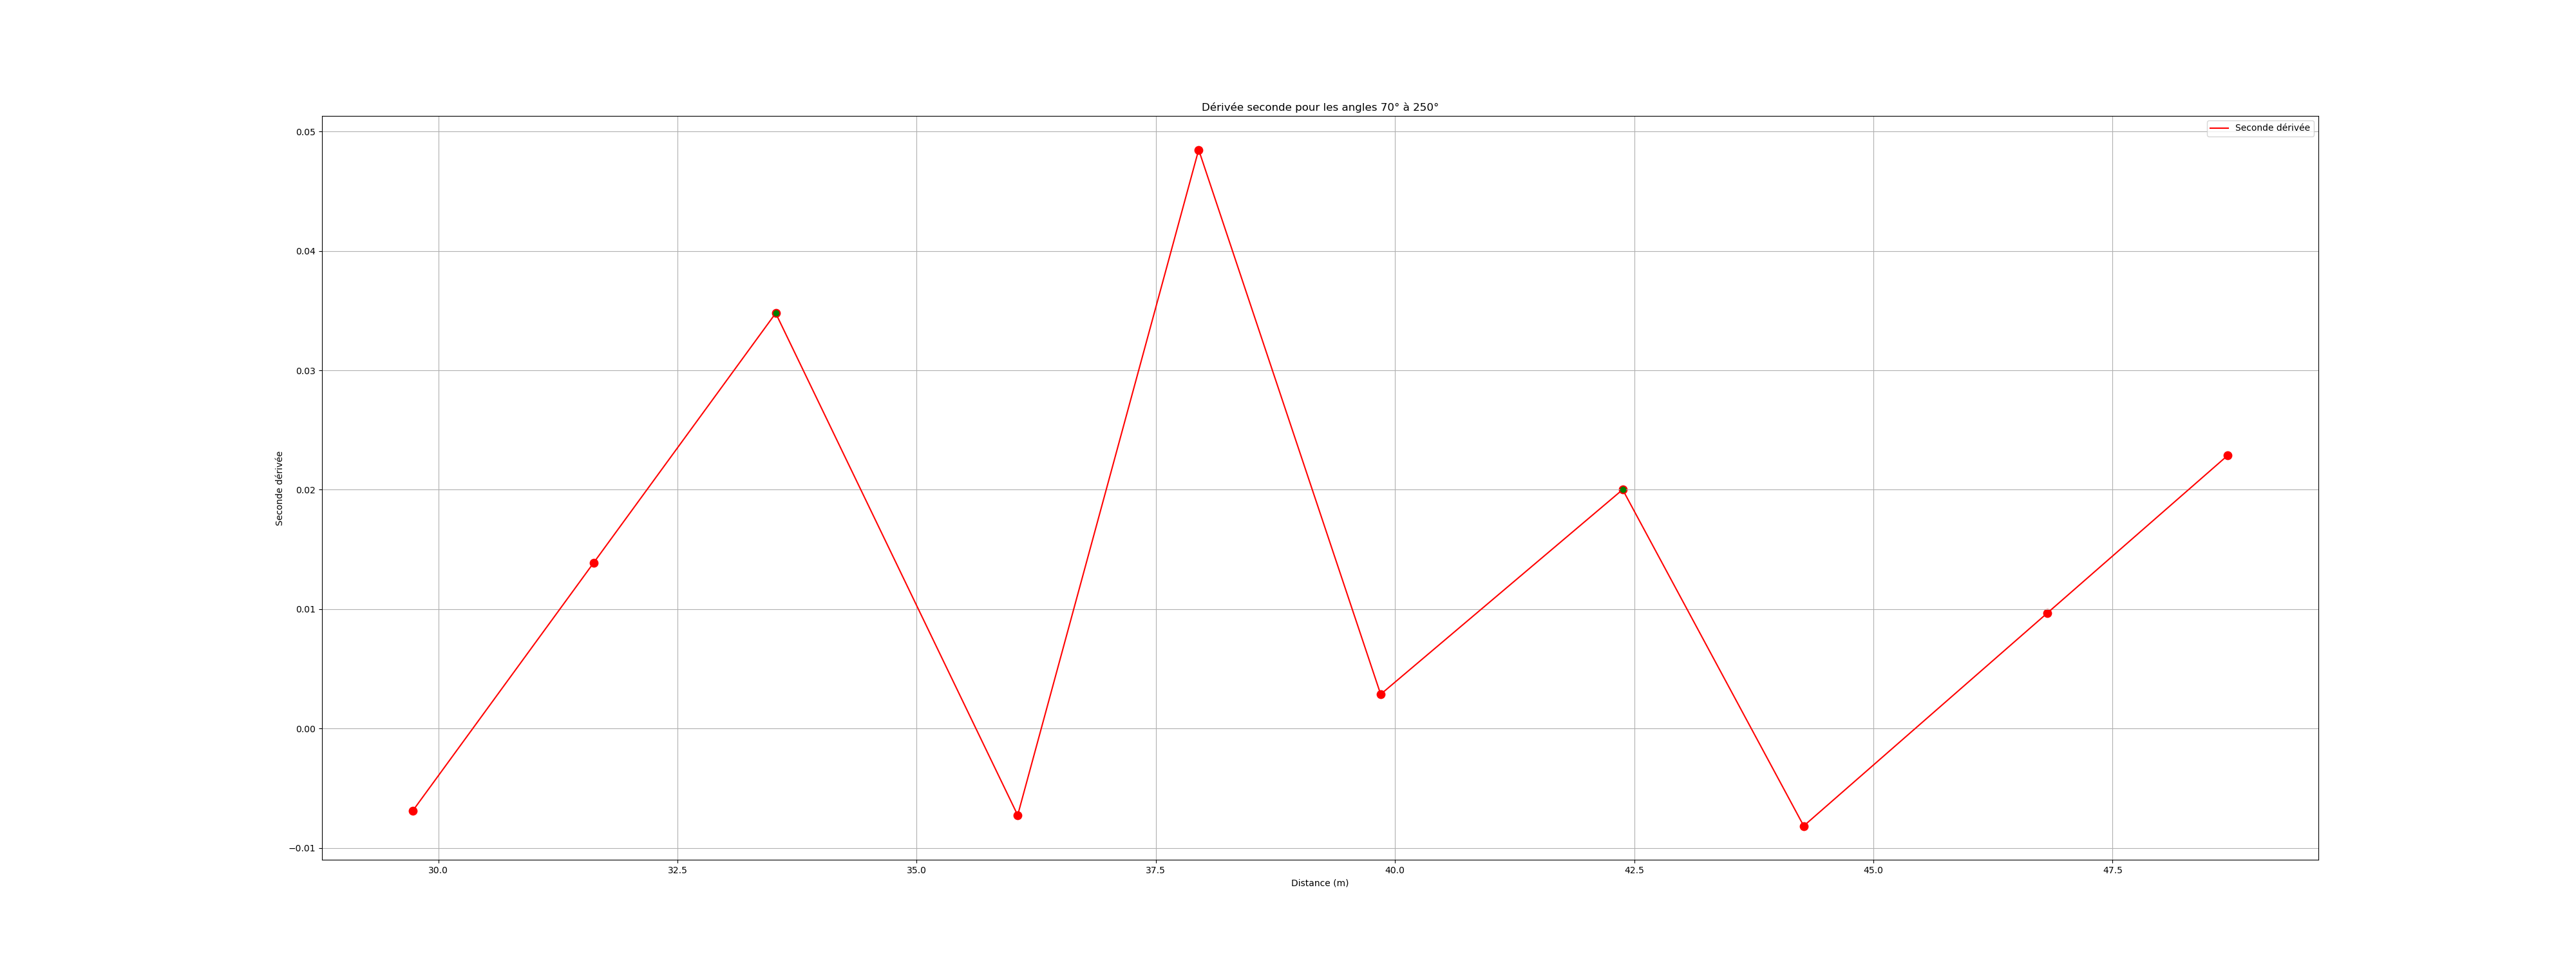 Dérivée seconde pour les angles 70° à 250°
Seconde dérivée
0.05
0.04
0.03
0.02
0.01
0.00
−0.01
Seconde dérivée
30.0 32.5 35.0 37.5 40.0 42.5 45.0 47.5
Distance (m)